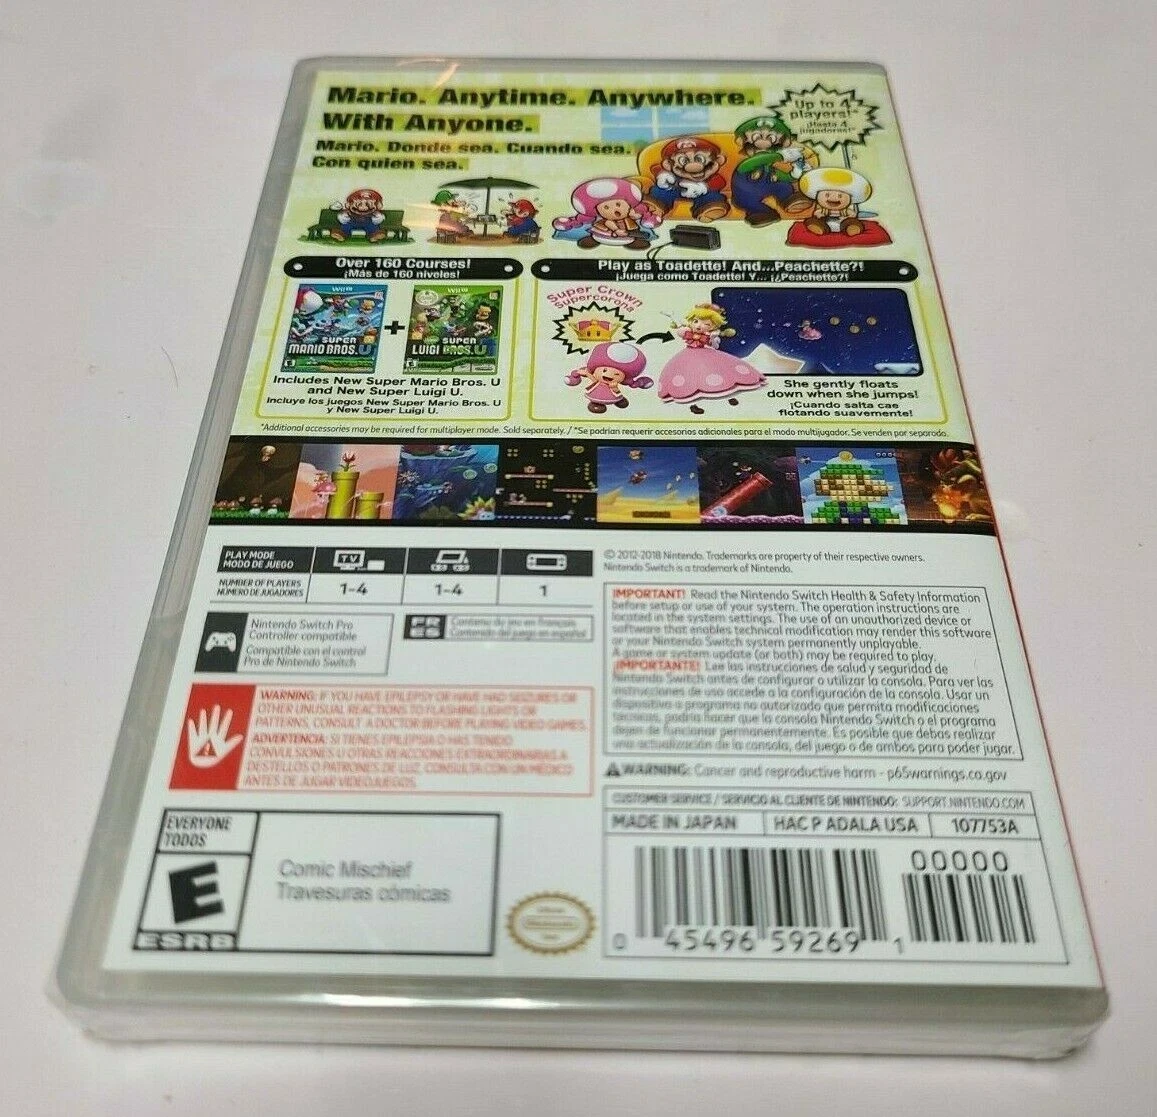 Mario. Anytime. Anywhere.
With Anyone.
Mario. Donde sea. Cuando sea.
Con quien sea.
Up to 4
players!*
¡Hasta 4
jugadores!*
Over 160 Courses!
¡Más de 160 niveles!
Wii U
SUPER
MARIO BROS.U
Wii U
SUPER
LUIGI U
+
Includes New Super Mario Bros. U
and New Super Luigi U.
Incluye los juegos New Super Mario Bros. U
y New Super Luigi U.
Play as Toadette! And...Peachette?!
¡Juega como Toadette! Y... ¡¿Peachette?!
Super Crown
Supercorona
She gently floats
down when she jumps!
¡Cuando salta cae
flotando suavemente!
*Additional accessories may be required for multiplayer mode. Sold separately. / *Se podrían requerir accesorios adicionales para el modo multijugador. Se venden por separado.
PLAY MODE
MODO DE JUEGO
TV
NUMBER OF PLAYERS
NÚMERO DE JUGADORES
1-4
1-4
1
Nintendo Switch Pro
Controller compatible
Compatible con el control
Pro de Nintendo Switch
FR
ES
Contenu de jeu en français
Contenido del juego en español
WARNING: IF YOU HAVE EPILEPSY OR HAVE HAD SEIZURES OR
OTHER UNUSUAL REACTIONS TO FLASHING LIGHTS OR
PATTERNS, CONSULT A DOCTOR BEFORE PLAYING VIDEO GAMES.
ADVERTENCIA: SI TIENES EPILEPSIA O HAS TENIDO
CONVULSIONES U OTRAS REACCIONES EXTRAORDINARIAS A
DESTELLOS O PATRONES DE LUZ, CONSULTA CON UN MÉDICO
ANTES DE JUGAR VIDEOJUEGOS.
EVERYONE
TODOS
E
ESRB
Comic Mischief
Travesuras cómicas
© 2012-2018 Nintendo. Trademarks are property of their respective owners.
Nintendo Switch is a trademark of Nintendo.
IMPORTANT! Read the Nintendo Switch Health & Safety Information
before setup or use of your system. The operation instructions are
located in the system settings. The use of an unauthorized device or
software that enables technical modification may render this software
or your Nintendo Switch system permanently unplayable.
A game or system update (or both) may be required to play.
¡IMPORTANTE! Lee las instrucciones de salud y seguridad de
Nintendo Switch antes de configurar o utilizar la consola. Para ver las
instrucciones de uso accede a la configuración de la consola. Usar un
dispositivo o programa no autorizado que permita modificaciones
técnicas, podría hacer que la consola Nintendo Switch o el programa
dejen de funcionar permanentemente. Es posible que debas realizar
una actualización de la consola, del juego o de ambos para poder jugar.
WARNING: Cancer and reproductive harm - p65warnings.ca.gov
CUSTOMER SERVICE / SERVICIO AL CLIENTE DE NINTENDO: SUPPORT.NINTENDO.COM
MADE IN JAPAN
HAC P ADALA USA
107753A
00000
0 45496 59269 1